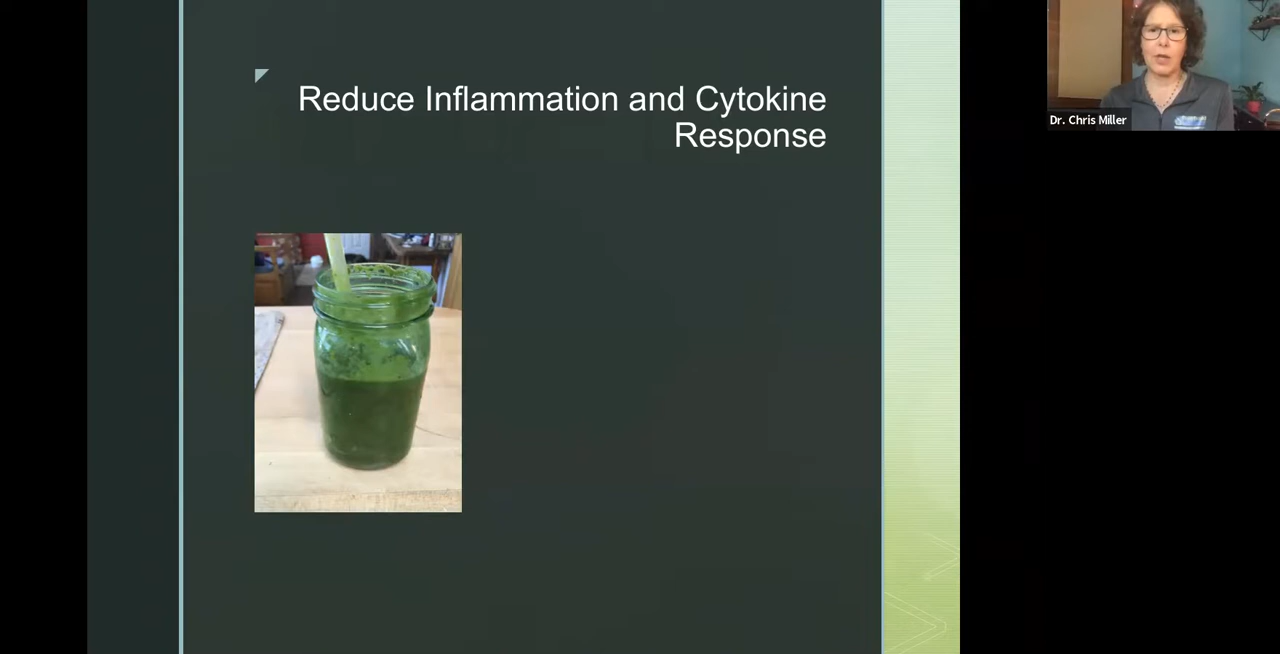 Reduce Inflammation and Cytokine
Response
Dr. Chris Miller